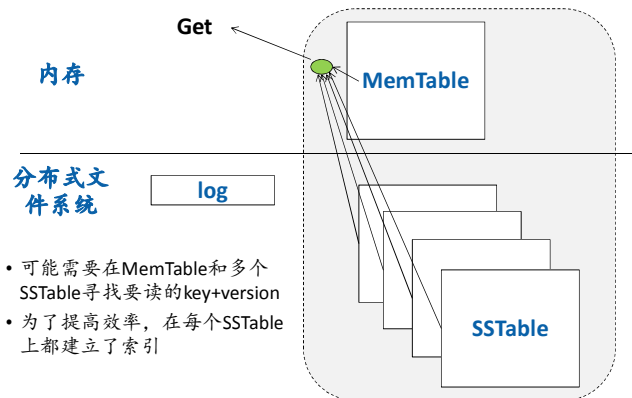 Get
内存
MemTable
分布式文
件系统
log
• 可能需要在MemTable和多个
SSTable寻找要读的key+version
• 为了提高效率，在每个SSTable
上都建立了索引
SSTable